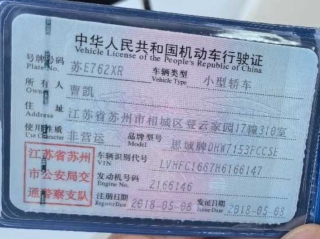 中华人民共和国机动车行驶证
Vehicle License of the People's Republic of China
号牌号码 苏E762XR 车辆类型 小型轿车
Plate No. Vehicle Type
所有人 曹凯
Owner
住址 江苏省苏州市相城区登云家园17幢310室
Address
使用性质 非营运 品牌型号 思域牌DHW7153FCCSE
江苏省苏州 车辆识别代号 LVHFC1667H6166147
市公安局交 VIN
通警察支队 发动机号码 2166146
Engine No.
注册日期 2018-05-08 发证日期 2018-05-08
Register Date Issue Date